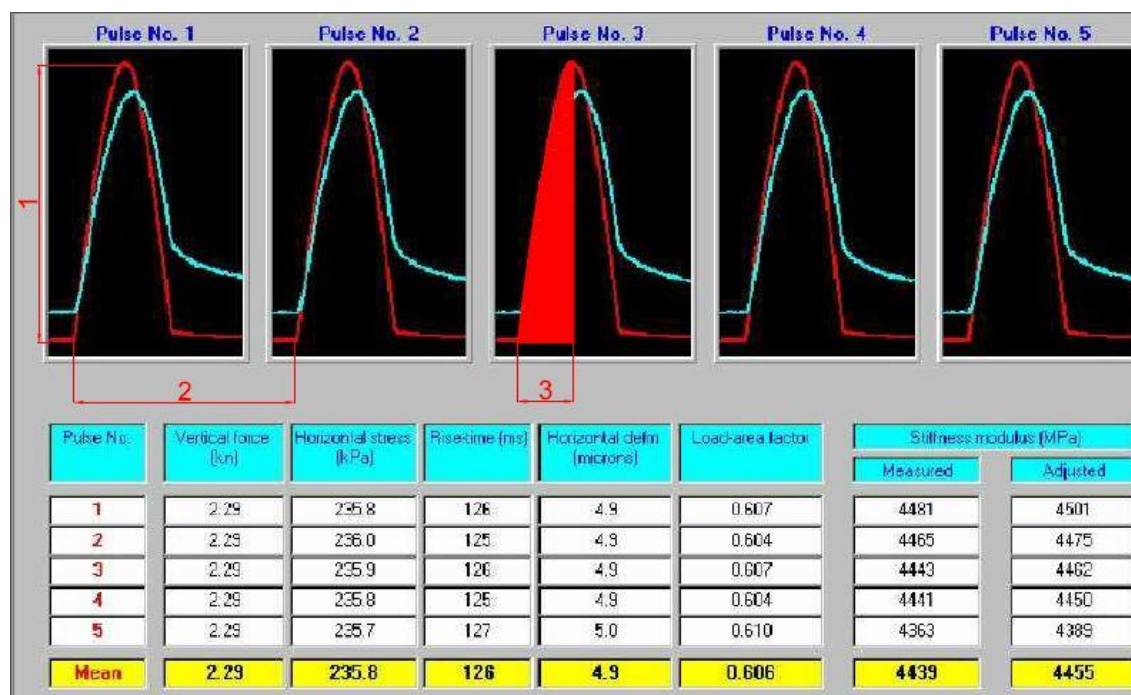 Pulse No. 1 Pulse No. 2 Pulse No. 3 Pulse No. 4 Pulse No. 5
1
2 3
Pulse No. Vertical force (kn) Horizontal stress (kPa) Rise-time (ms) Horizontal defm (microns) Load-area factor Stiffness modulus (MPa)
Measured Adjusted
1 2.29 235.8 126 4.9 0.607 4481 4501
2 2.29 236.0 125 4.9 0.604 4465 4475
3 2.29 235.9 126 4.9 0.607 4443 4462
4 2.29 235.8 125 4.9 0.604 4441 4450
5 2.29 235.7 127 5.0 0.610 4363 4389
Mean 2.29 235.8 126 4.9 0.606 4439 4455